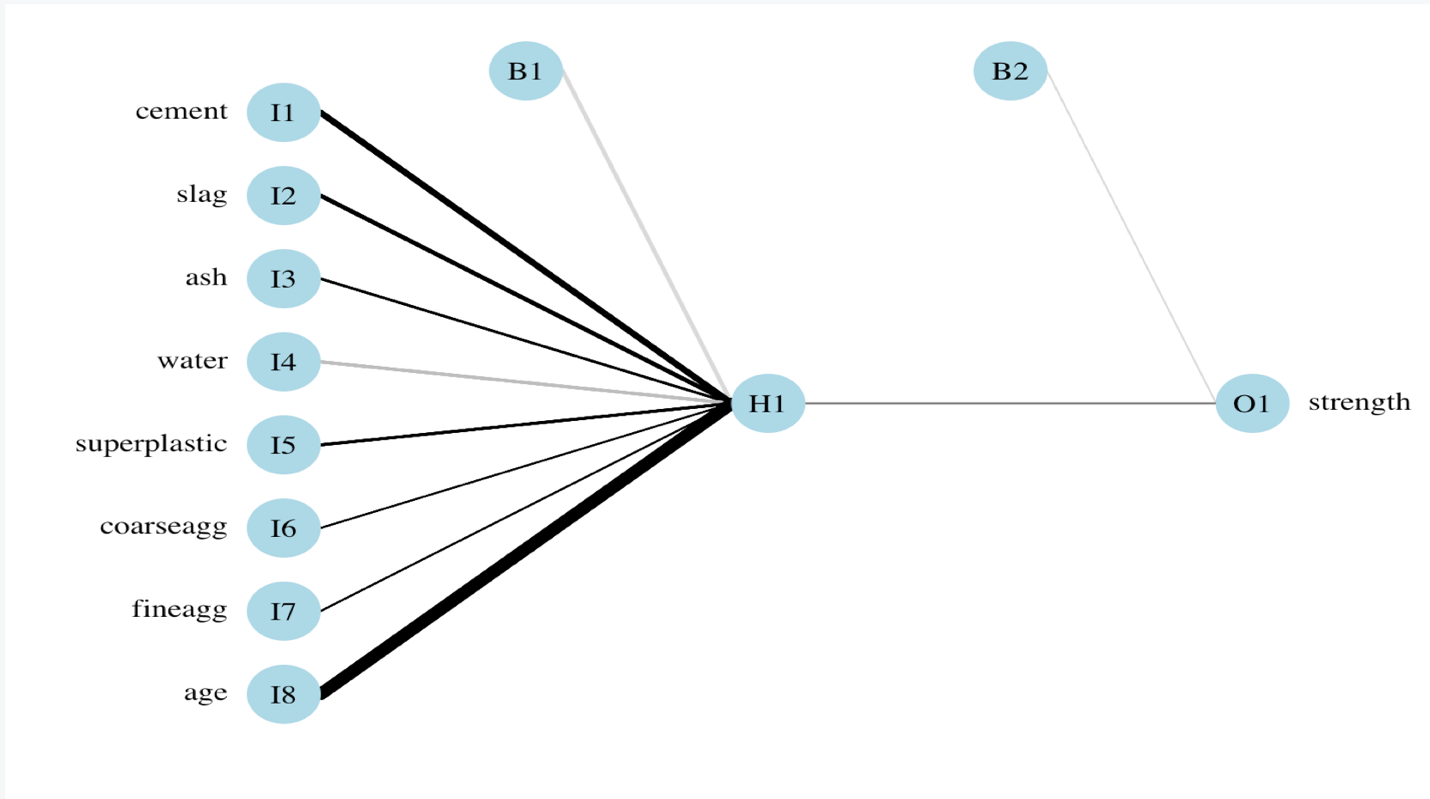 B1
B2
cement I1
slag I2
ash I3
water I4
H1
O1 strength
superplastic I5
coarseagg I6
fineagg I7
age I8